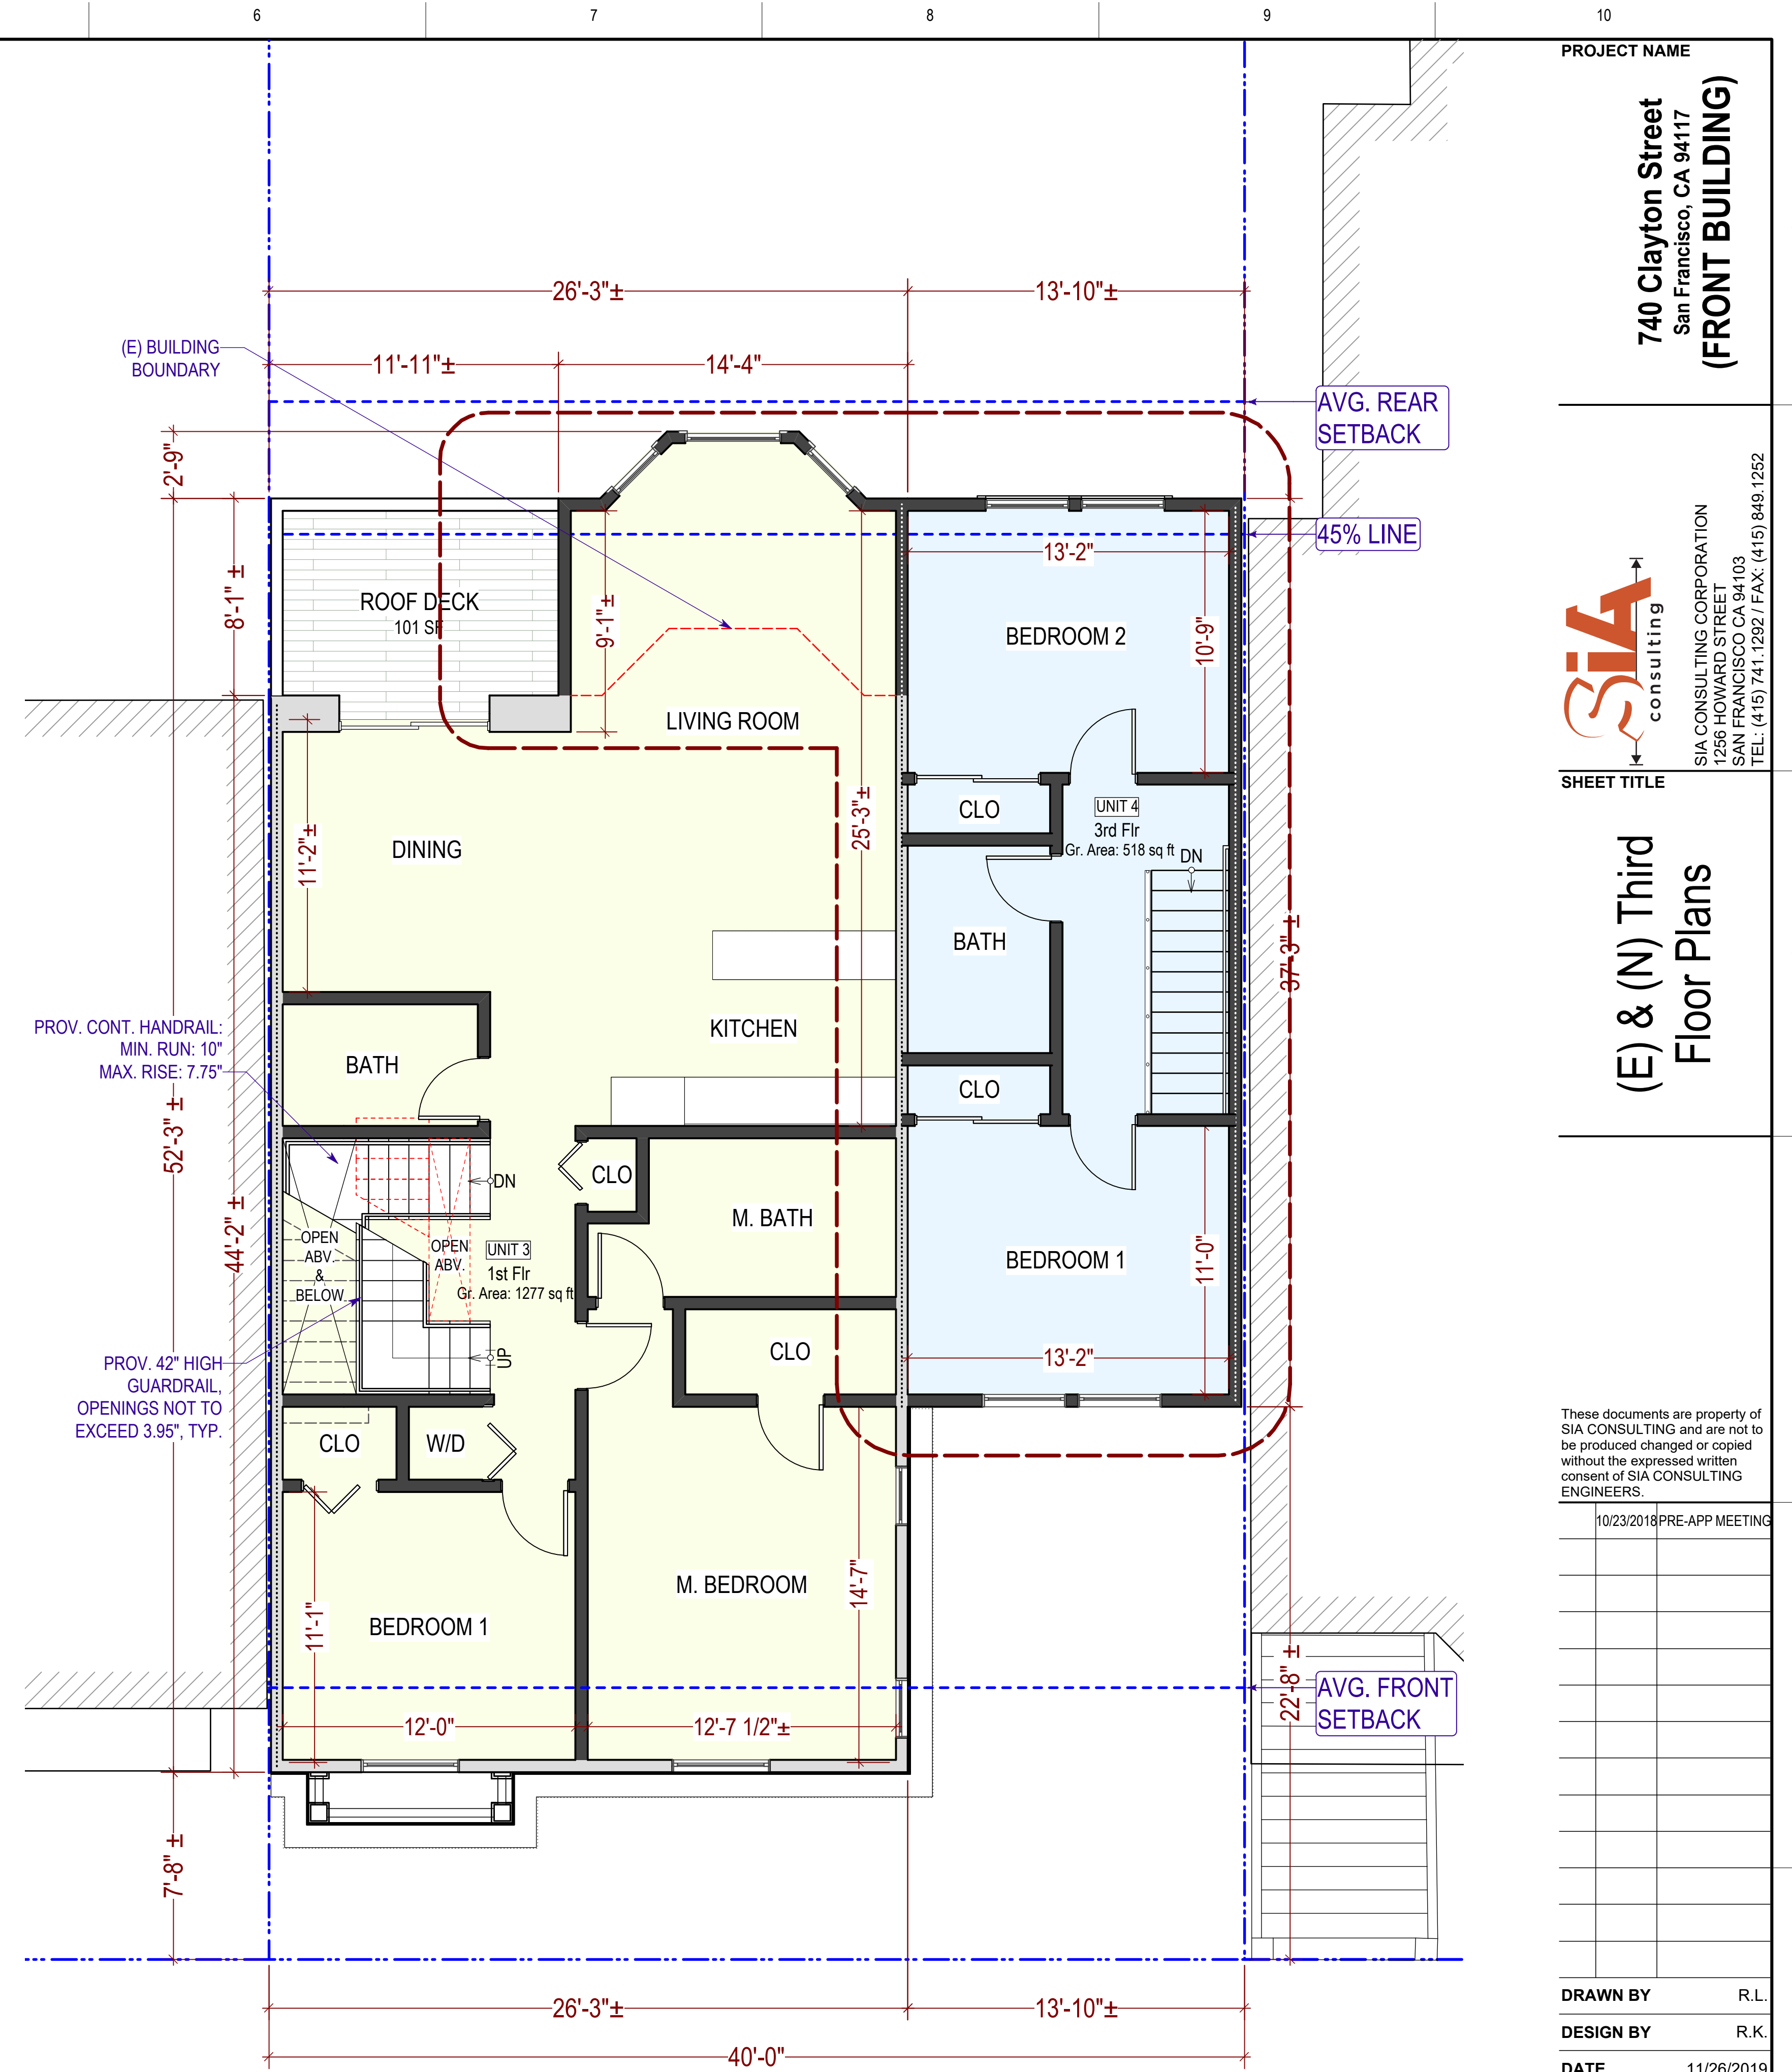 6
7
8
9
10
26'-3"±
13'-10"±
(E) BUILDING
BOUNDARY
11'-11"±
14'-4"
AVG. REAR
SETBACK
2'-9"
45% LINE
13'-2"
8'-1" ±
ROOF DECK
101 SF
9'-1"±
BEDROOM 2
10'-9"
LIVING ROOM
CLO
UNIT 4
3rd Flr
Gr. Area: 518 sq ft
DN
25'-3"±
11'-2"±
DINING
BATH
37'-3" ±
PROV. CONT. HANDRAIL:
MIN. RUN: 10"
MAX. RISE: 7.75"
KITCHEN
BATH
CLO
52'-3" ±
DN
CLO
M. BATH
44'-2" ±
OPEN
ABV.
&
BELOW
OPEN
ABV.
UNIT 3
1st Flr
Gr. Area: 1277 sq ft
BEDROOM 1
11'-0"
UP
CLO
13'-2"
PROV. 42" HIGH
GUARDRAIL,
OPENINGS NOT TO
EXCEED 3.95", TYP.
CLO
W/D
M. BEDROOM
14'-7"
11'-1"
BEDROOM 1
22'-8" ±
AVG. FRONT
SETBACK
12'-0"
12'-7 1/2"±
7'-8" ±
26'-3"±
13'-10"±
40'-0"
PROJECT NAME
740 Clayton Street
San Francisco, CA 94117
(FRONT BUILDING)
SiA
consulting
SIA CONSULTING CORPORATION
1256 HOWARD STREET
SAN FRANCISCO CA 94103
TEL: (415) 741.1292 / FAX: (415) 849.1252
SHEET TITLE
(E) & (N) Third
Floor Plans
These documents are property of
SIA CONSULTING and are not to
be produced changed or copied
without the expressed written
consent of SIA CONSULTING
ENGINEERS.
10/23/2018 PRE-APP MEETING
DRAWN BY R.L.
DESIGN BY R.K.
DATE 11/26/2019